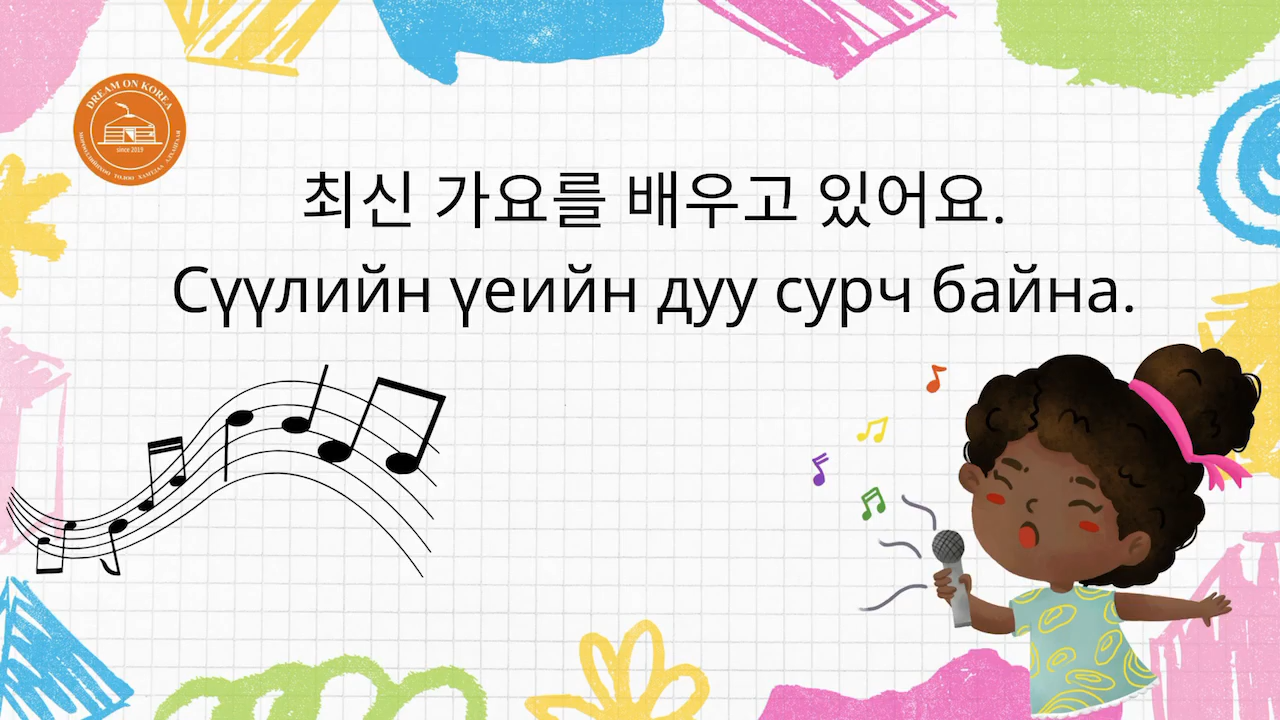 DREAM ON KOREA
since 2019
최신 가요를 배우고 있어요.
Сүүлийн үеийн дуу сурч байна.